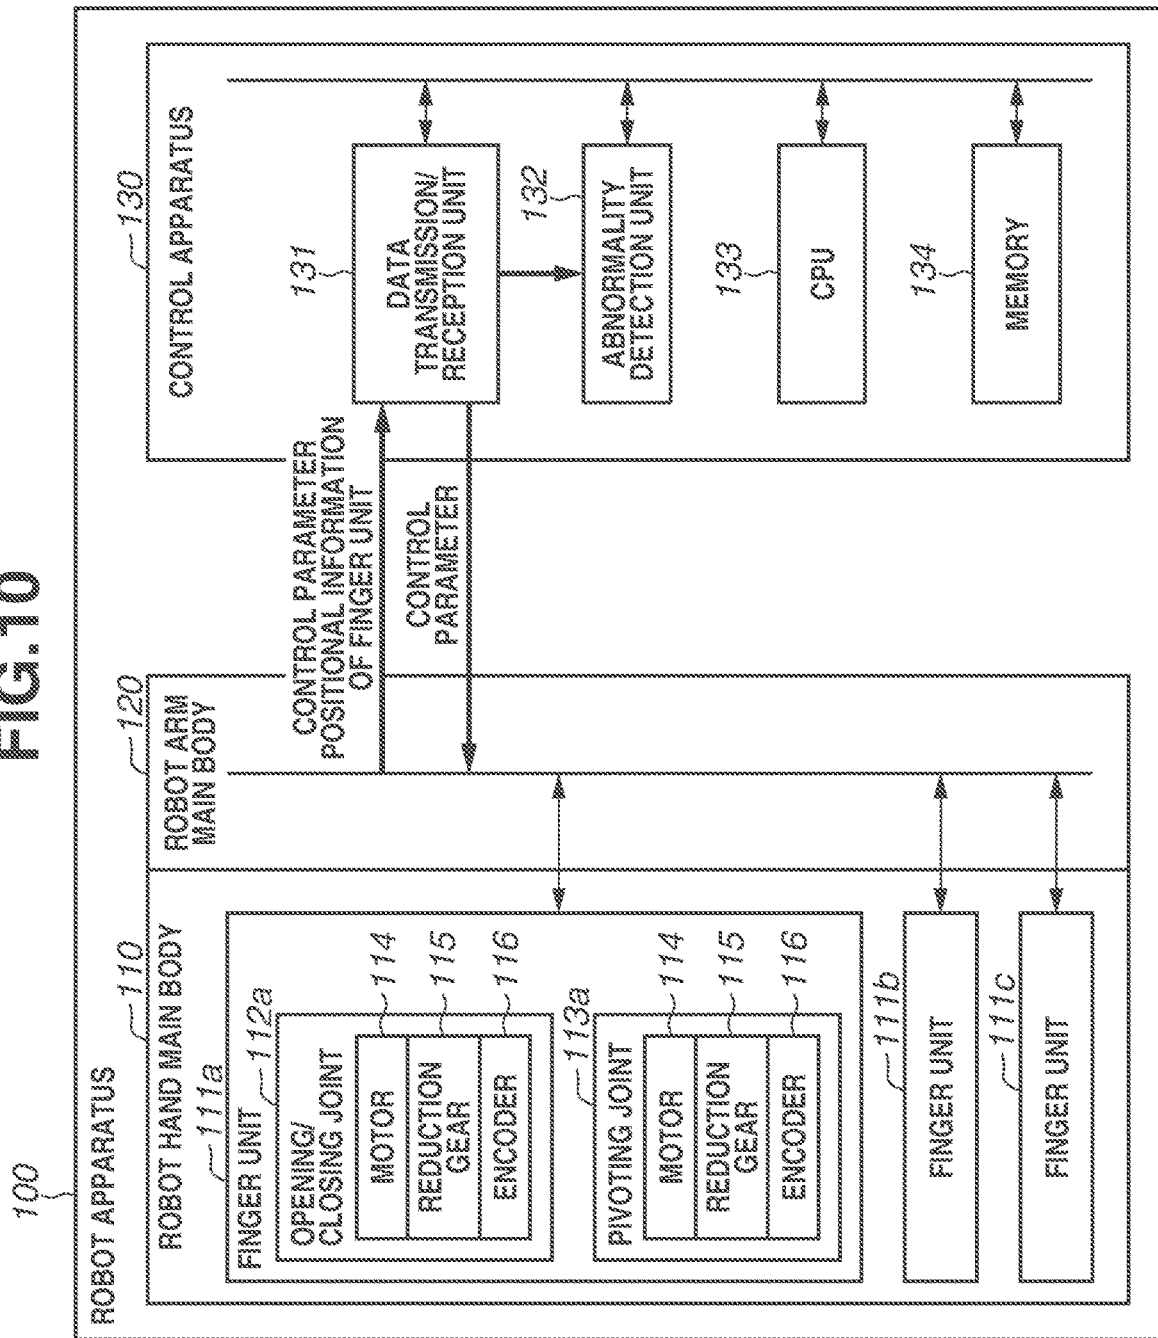 FIG.10
100
ROBOT APPARATUS
110
ROBOT HAND MAIN BODY
111a
FINGER UNIT
112a
OPENING/
CLOSING JOINT
MOTOR
114
REDUCTION
GEAR
115
ENCODER
116
113a
PIVOTING JOINT
MOTOR
114
REDUCTION
GEAR
115
ENCODER
116
111b
FINGER UNIT
111c
FINGER UNIT
120
ROBOT ARM
MAIN BODY
CONTROL PARAMETER
POSITIONAL INFORMATION
OF FINGER UNIT
CONTROL
PARAMETER
130
CONTROL APPARATUS
131
DATA
TRANSMISSION/
RECEPTION UNIT
132
ABNORMALITY
DETECTION UNIT
133
CPU
134
MEMORY